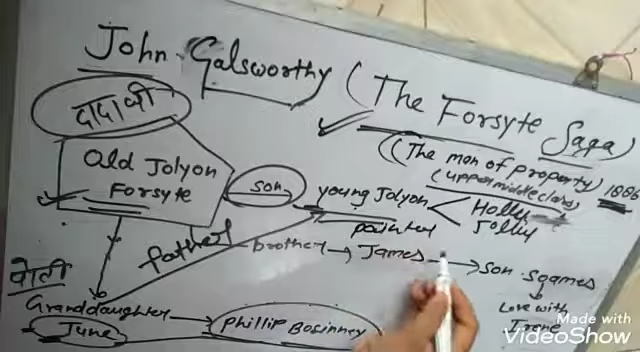 John Galsworthy (The Forsyte Saga
((The man of property) 1886
(upper middle class)
दादा जी
Old Jolyon
Forsyte
son
young Jolyon
Holly
Jolly
painter
father
brother → James → son
Love with
Irene
पोती
Granddaughter
June → Phillip Bosinney
Made with
VideoShow